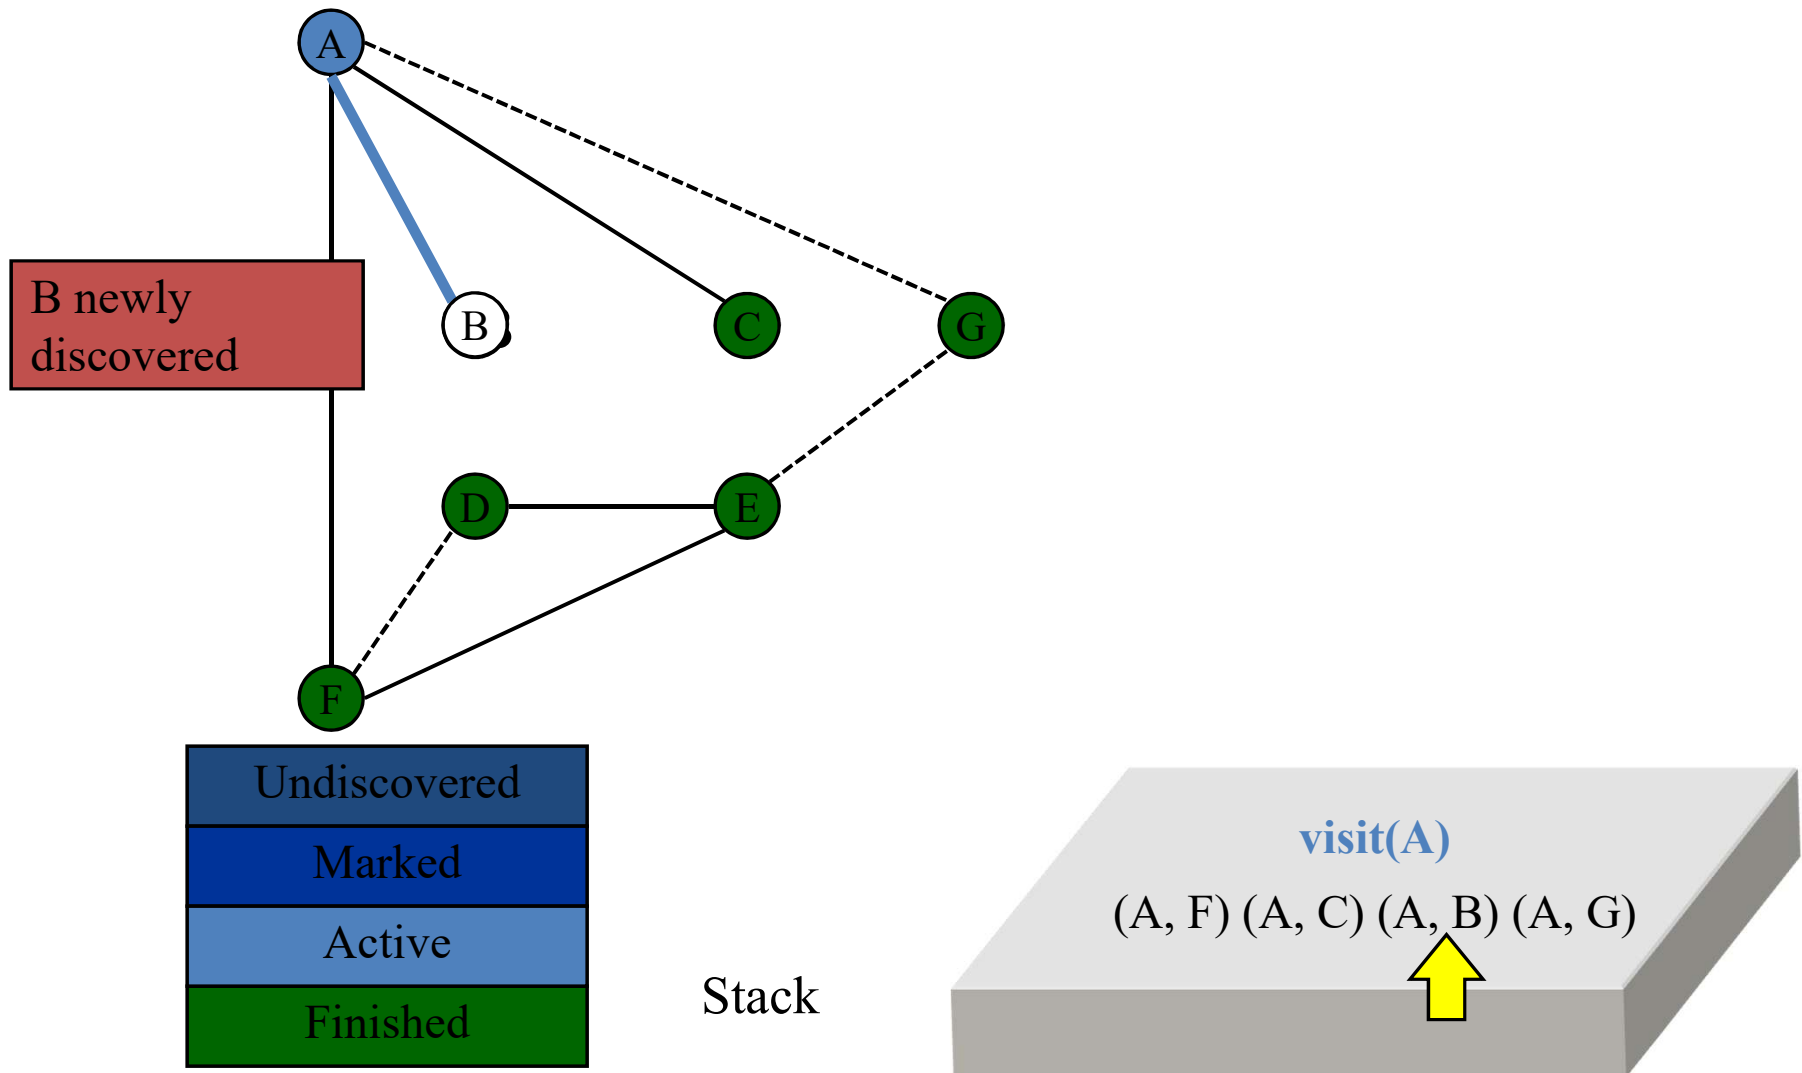 A
B newly
discovered
B
C
G
D
E
F
Undiscovered
Marked
Active
Finished
Stack
visit(A)
(A, F) (A, C) (A, B) (A, G)